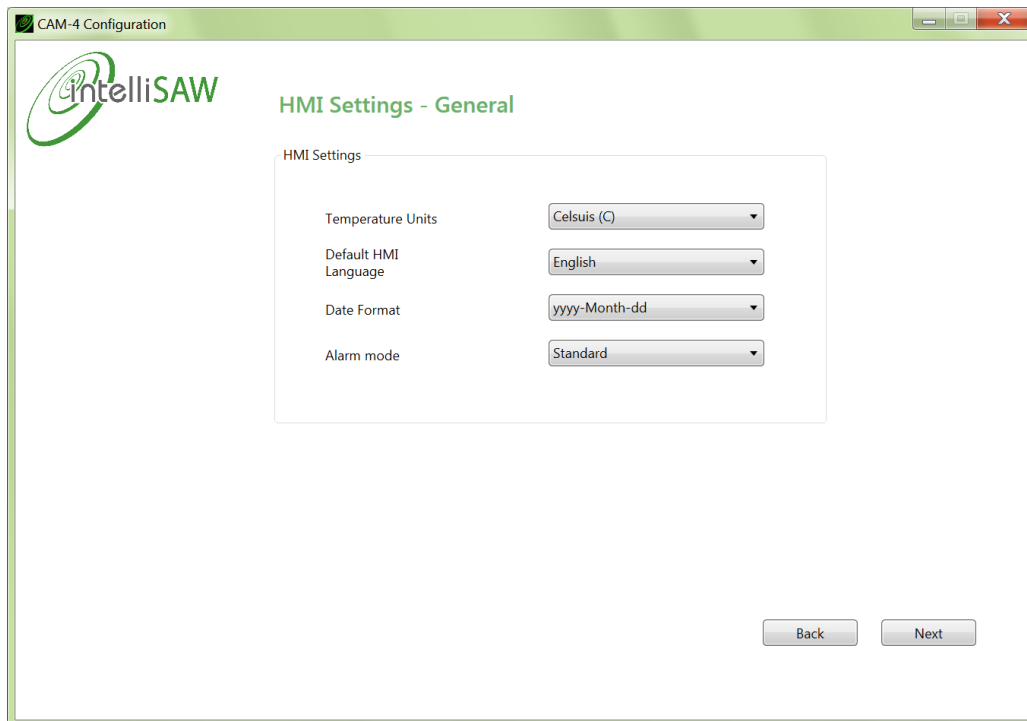 CAM-4 Configuration
intelliSAW
HMI Settings - General
HMI Settings
Temperature Units
Celsuis (C)
Default HMI
Language
English
Date Format
yyyy-Month-dd
Alarm mode
Standard
Back
Next